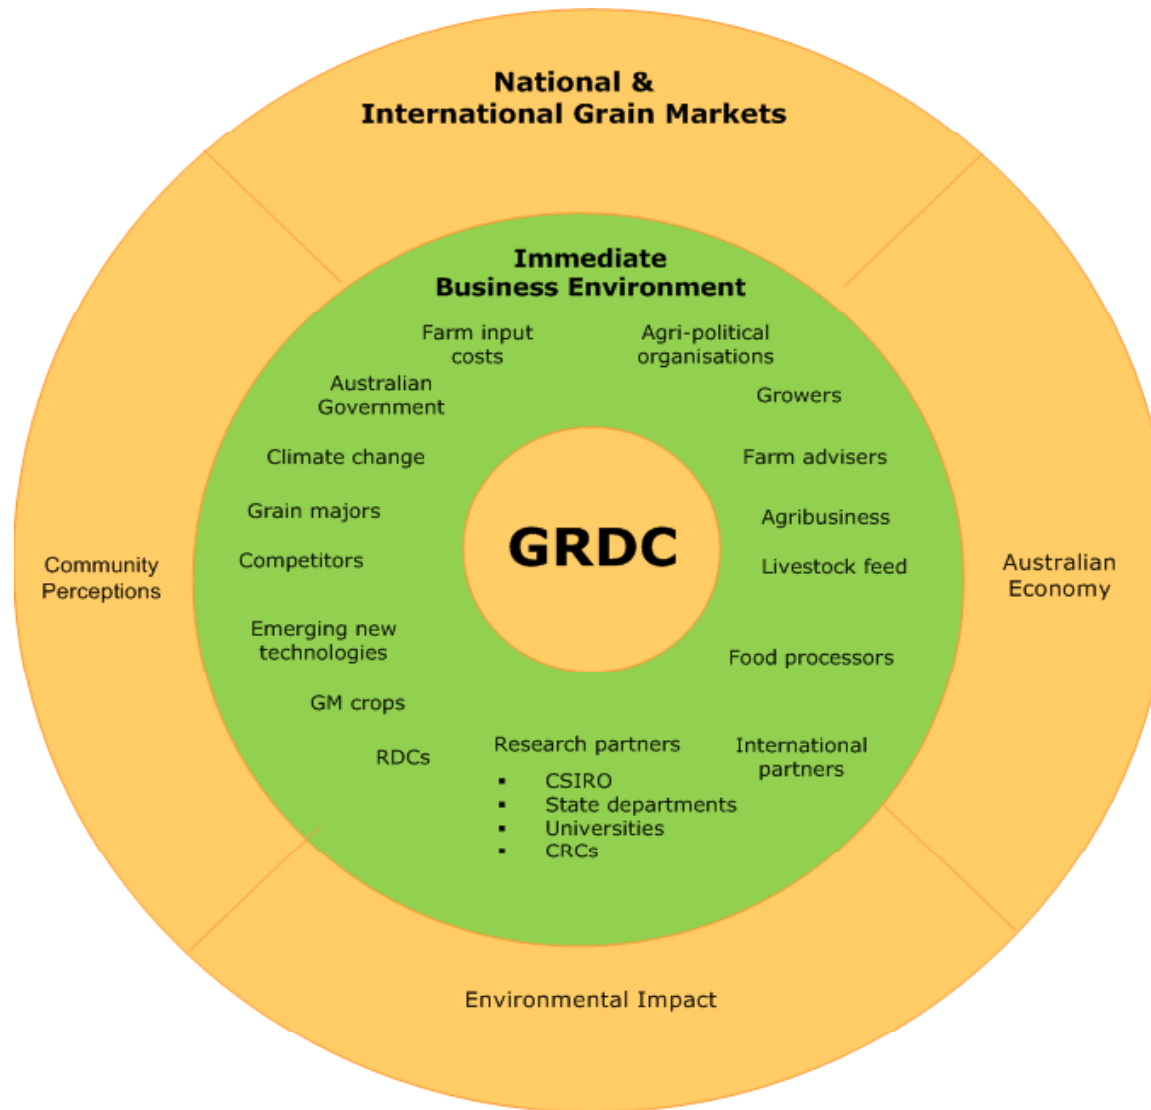 National &
International Grain Markets
Immediate
Business Environment
Farm input
costs
Agri-political
organisations
Australian
Government
Growers
Climate change
Farm advisers
Grain majors
Agribusiness
GRDC
Competitors
Livestock feed
Community
Perceptions
Australian
Economy
Emerging new
technologies
Food processors
GM crops
RDCs
Research partners
▪ CSIRO
▪ State departments
▪ Universities
▪ CRCs
International
partners
Environmental Impact